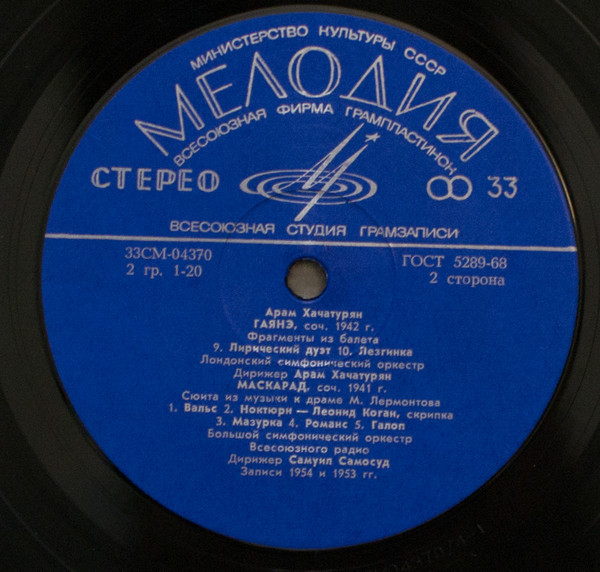 МИНИСТЕРСТВО КУЛЬТУРЫ СССР
МЕЛОДИЯ
ВСЕСОЮЗНАЯ ФИРМА ГРАМПЛАСТИНОК
СТЕРЕО
33
ВСЕСОЮЗНАЯ СТУДИЯ ГРАМЗАПИСИ
33СМ-04370
ГОСТ 5289-68
2 гр. 1-20
2 сторона
Арам Хачатурян
ГАЯНЭ, соч. 1942 г.
Фрагменты из балета
9. Лирический дуэт 10. Лезгинка
Лондонский симфонический оркестр
Дирижер Арам Хачатурян
МАСКАРАД, соч. 1941 г.
Сюита из музыки к драме М. Лермонтова
1. Вальс 2. Ноктюрн — Леонид Коган, скрипка
3. Мазурка 4. Романс 5. Галоп
Большой симфонический оркестр
Всесоюзного радио
Дирижер Самуил Самосуд
Записи 1954 и 1953 гг.